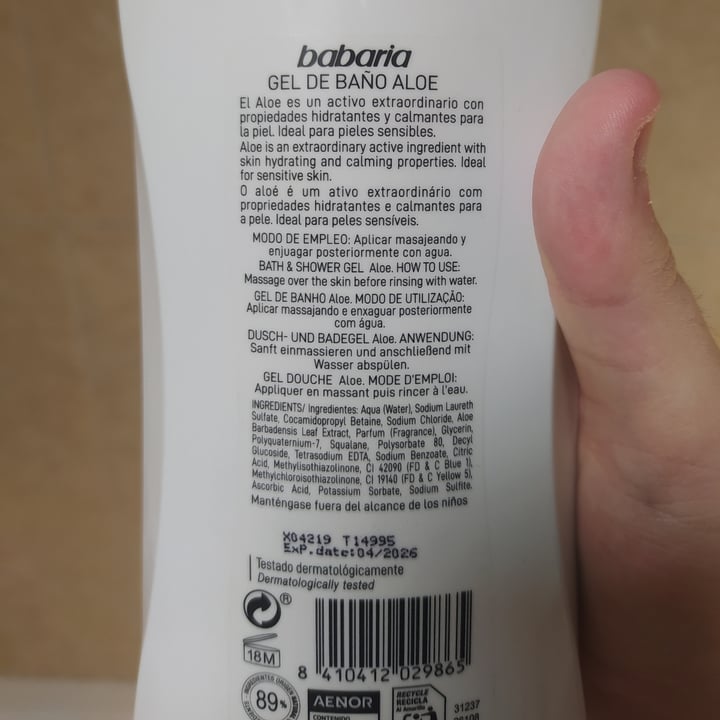 babaria
GEL DE BAÑO ALOE
El Aloe es un activo extraordinario con
propiedades hidratantes y calmantes para
la piel. Ideal para pieles sensibles.
Aloe is an extraordinary active ingredient with
skin hydrating and calming properties. Ideal
for sensitive skin.
O aloé é um ativo extraordinário com
propriedades hidratantes e calmantes para
a pele. Ideal para peles sensíveis.
MODO DE EMPLEO: Aplicar masajeando y
enjuagar posteriormente con agua.
BATH & SHOWER GEL Aloe. HOW TO USE:
Massage over the skin before rinsing with water.
GEL DE BANHO Aloe. MODO DE UTILIZAÇÃO:
Aplicar massajando e enxaguar posteriormente
com água.
DUSCH- UND BADEGEL Aloe. ANWENDUNG:
Sanft einmassieren und anschließend mit
Wasser abspülen.
GEL DOUCHE Aloe. MODE D'EMPLOI:
Appliquer en massant puis rincer à l'eau.
INGREDIENTS/ Ingredientes: Aqua (Water), Sodium Laureth
Sulfate, Cocamidopropyl Betaine, Sodium Chloride, Aloe
Barbadensis Leaf Extract, Parfum (Fragrance), Glycerin,
Polyquaternium-7, Squalane, Polysorbate 80, Decyl
Glucoside, Tetrasodium EDTA, Sodium Benzoate, Citric
Acid, Methylisothiazolinone, CI 42090 (FD & C Blue 1),
Methylchloroisothiazolinone, CI 19140 (FD & C Yellow 5),
Ascorbic Acid, Potassium Sorbate, Sodium Sulfite.
Manténgase fuera del alcance de los niños
X04219 T14995
ExP.date:04/2026
Testado dermatológicamente
Dermatologically tested
®
18M
8 410412 029865
INGREDIENTES ORIGEN
89%
AENOR
CONTENIDO
RECYCLE
RECICLA
Al Amarillo
31237